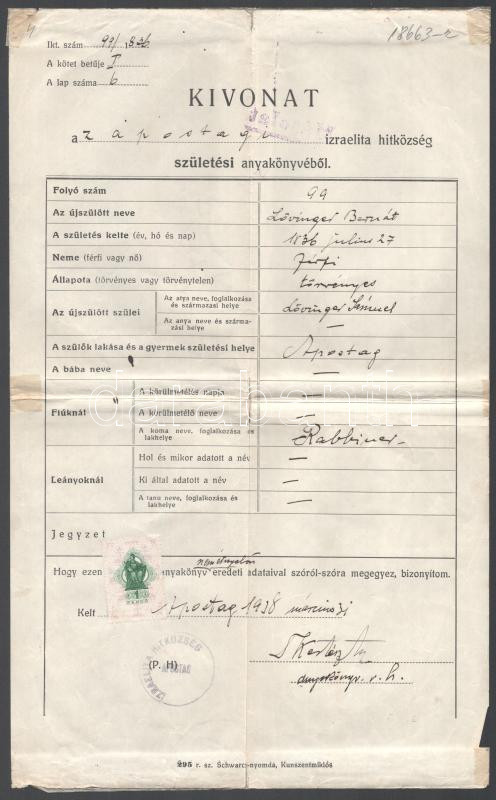 18663-a
Ikt. szám 99/1836
A kötet betűje I
A lap száma 6
KIVONAT
a z apostagi izraelita hitközség
születési anyakönyvéből.
Folyó szám 99
Az újszülött neve Lövinger Bernát
A születés kelte (év, hó és nap) 1836 julius 27
Neme (férfi vagy nő) férfi
Állapota (törvényes vagy törvénytelen) törvényes
Az újszülött szülei
Az atya neve, foglalkozása és származási helye Lövinger Sámuel
Az anya neve és származási helye —
A szülők lakása és a gyermek születési helye Apostag
A bába neve —
Fiúknál
A körülmetélés napja —
A körülmetélő neve —
A koma neve, foglalkozása és lakhelye Rabbiner
Leányoknál
Hol és mikor adatott a név —
Ki által adatott a név —
A tanu neve, foglalkozása és lakhelye —
Jegyzet
németnyelvű
Hogy ezen anyakönyv eredeti adataival szóról-szóra megegyez, bizonyítom.
Kelt Apostag 1938
(P. H)
IZRAELITA HITKÖZSÉG
APOSTAG
anyakönyv. v. h.
295 r. sz. Schwarc-nyomda, Kunszentmiklós